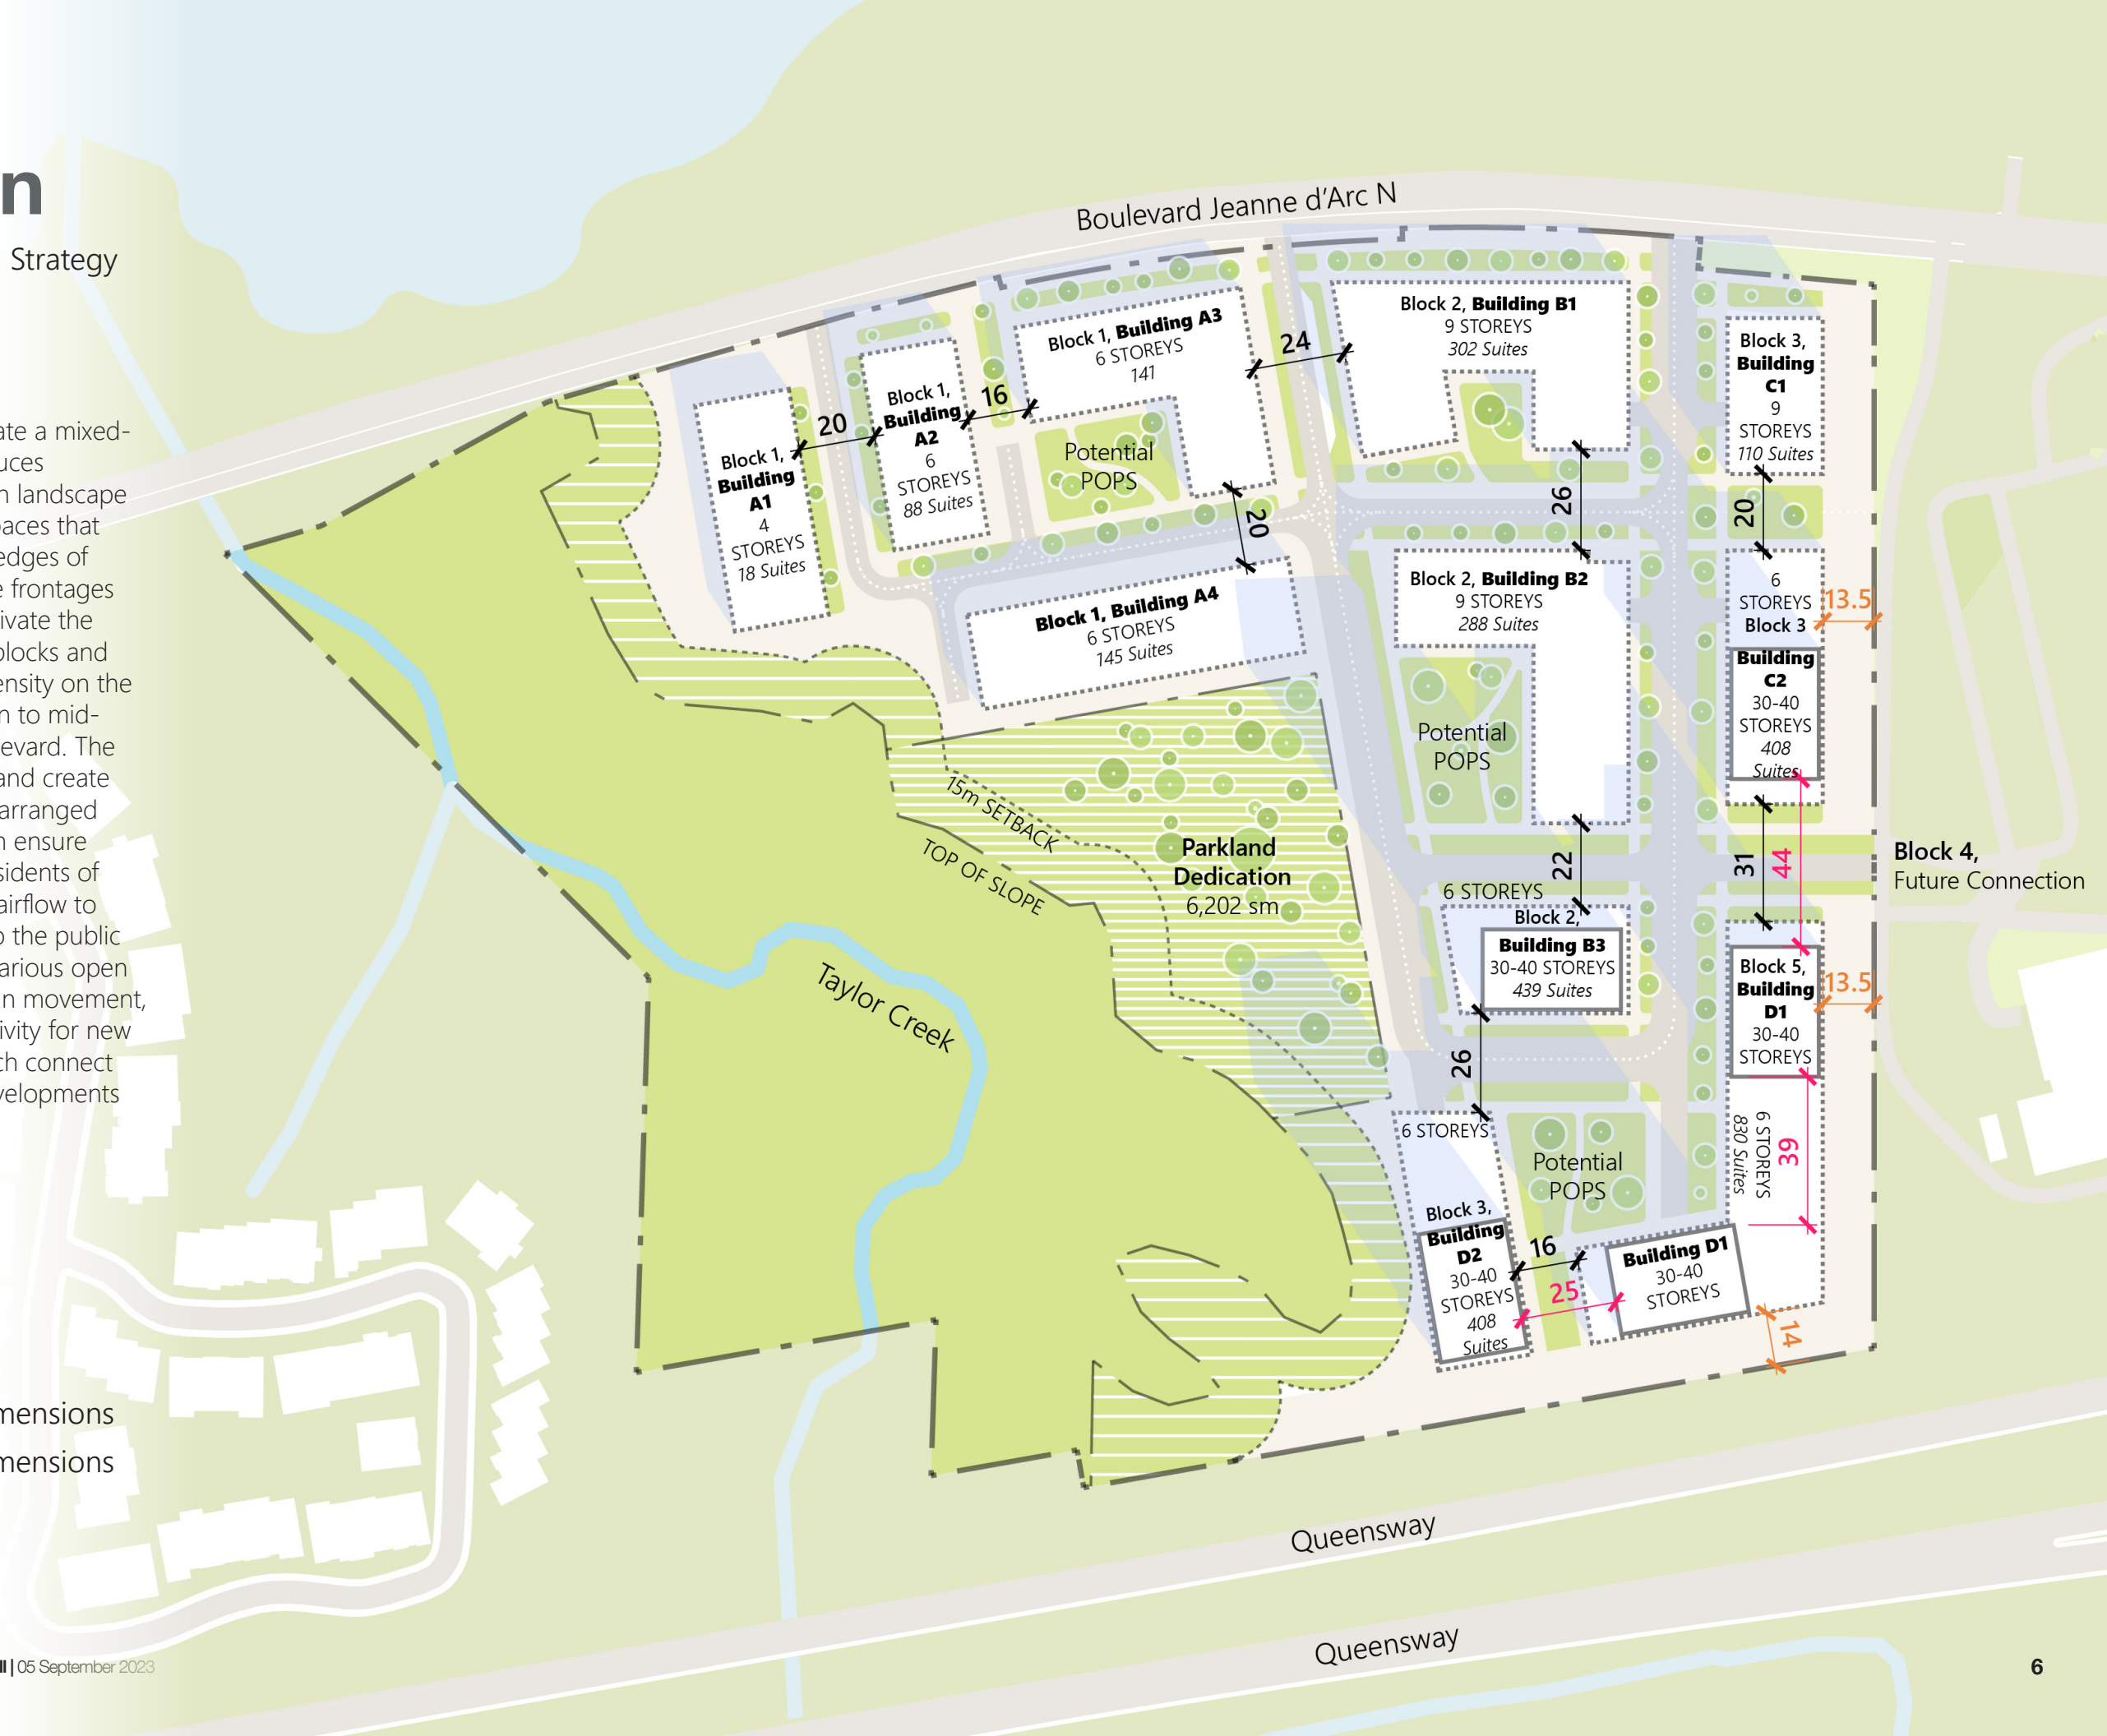 n
Strategy
ate a mixed-
uces
n landscape
paces that
edges of
e frontages
ivate the
blocks and
ensity on the
n to mid-
levard. The
and create
arranged
n ensure
sidents of
airflow to
o the public
arious open
in movement,
tivity for new
ch connect
velopments
mensions
mensions
ll | 05 September 2023
Boulevard Jeanne d'Arc N
Block 1,
Building
A1
4
STOREYS
18 Suites
20
Block 1,
Building
A2
6
STOREYS
88 Suites
16
Block 1, Building A3
6 STOREYS
141
Potential
POPS
24
20
Block 1, Building A4
6 STOREYS
145 Suites
Block 2, Building B1
9 STOREYS
302 Suites
26
Block 2, Building B2
9 STOREYS
288 Suites
Potential
POPS
22
6 STOREYS
Block 2,
Building B3
30-40 STOREYS
439 Suites
26
Block 3,
Building
C1
9
STOREYS
110 Suites
20
6
STOREYS
Block 3
Building
C2
30-40
STOREYS
408
Suites
13.5
31
44
Block 4,
Future Connection
Block 5,
Building
D1
30-40
STOREYS
13.5
6 STOREYS
830 Suites
39
6 STOREYS
Potential
POPS
Block 3,
Building
D2
30-40
STOREYS
408
Suites
16
25
Building D1
30-40
STOREYS
14
15m SETBACK
TOP OF SLOPE
Parkland
Dedication
6,202 sm
Taylor Creek
Queensway
Queensway
6